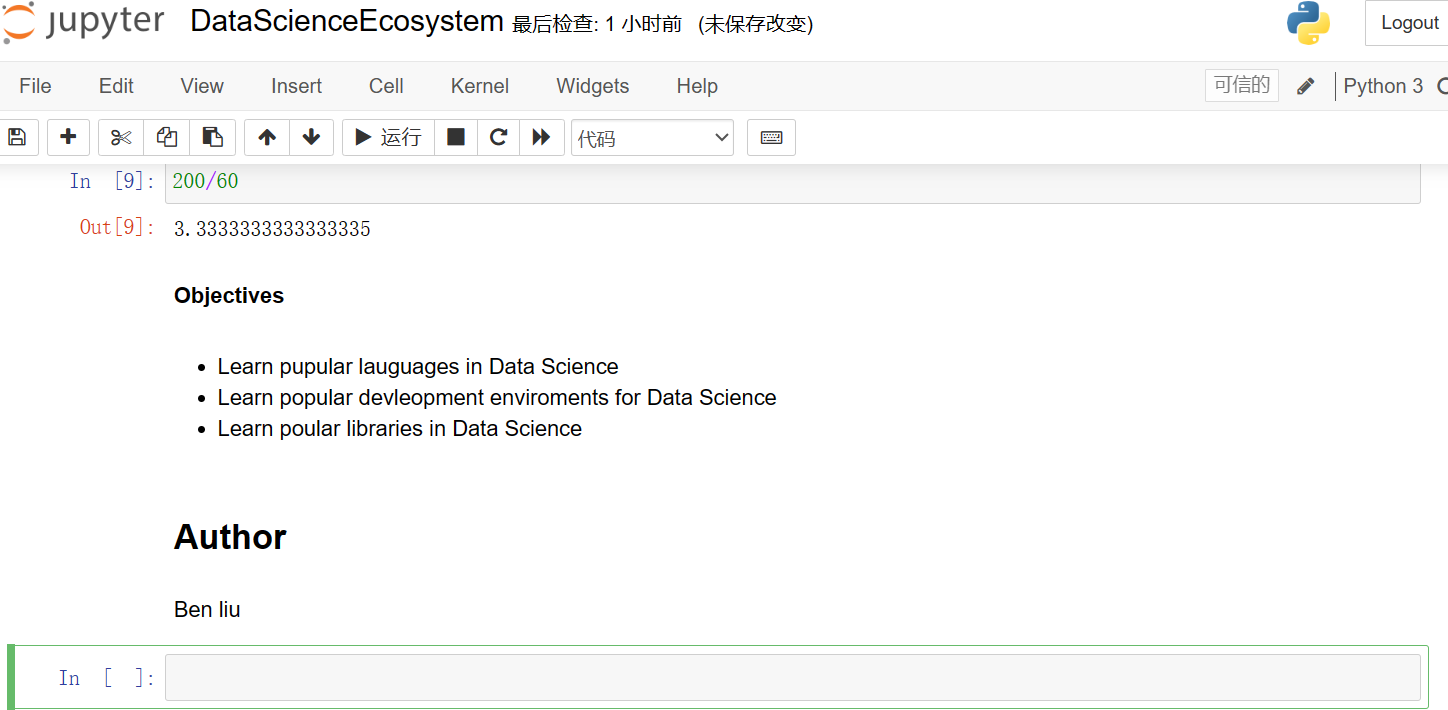 jupyter DataScienceEcosystem 最后检查: 1 小时前 (未保存改变) Logout
File Edit View Insert Cell Kernel Widgets Help 可信的 Python 3
运行 代码
In [9]: 200/60
Out[9]: 3.3333333333333335
Objectives
• Learn pupular lauguages in Data Science
• Learn popular devleopment enviroments for Data Science
• Learn poular libraries in Data Science
Author
Ben liu
In [ ]: